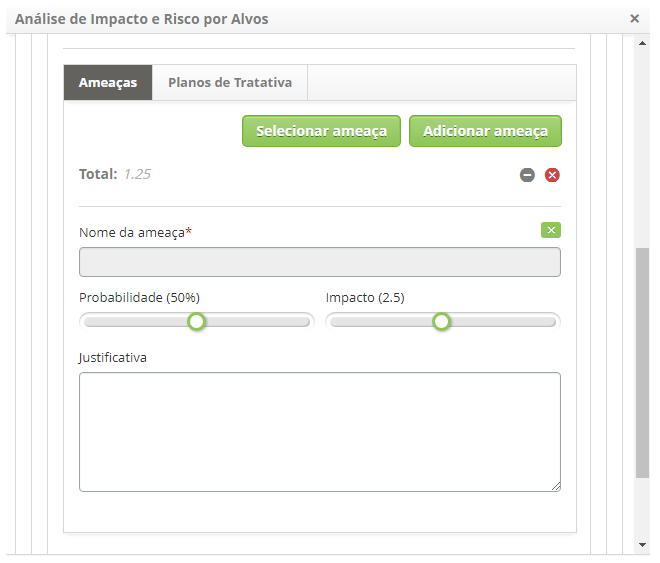 Análise de Impacto e Risco por Alvos
Ameaças Planos de Tratativa
Selecionar ameaça Adicionar ameaça
Total: 1.25
Nome da ameaça*
Probabilidade (50%) Impacto (2.5)
Justificativa